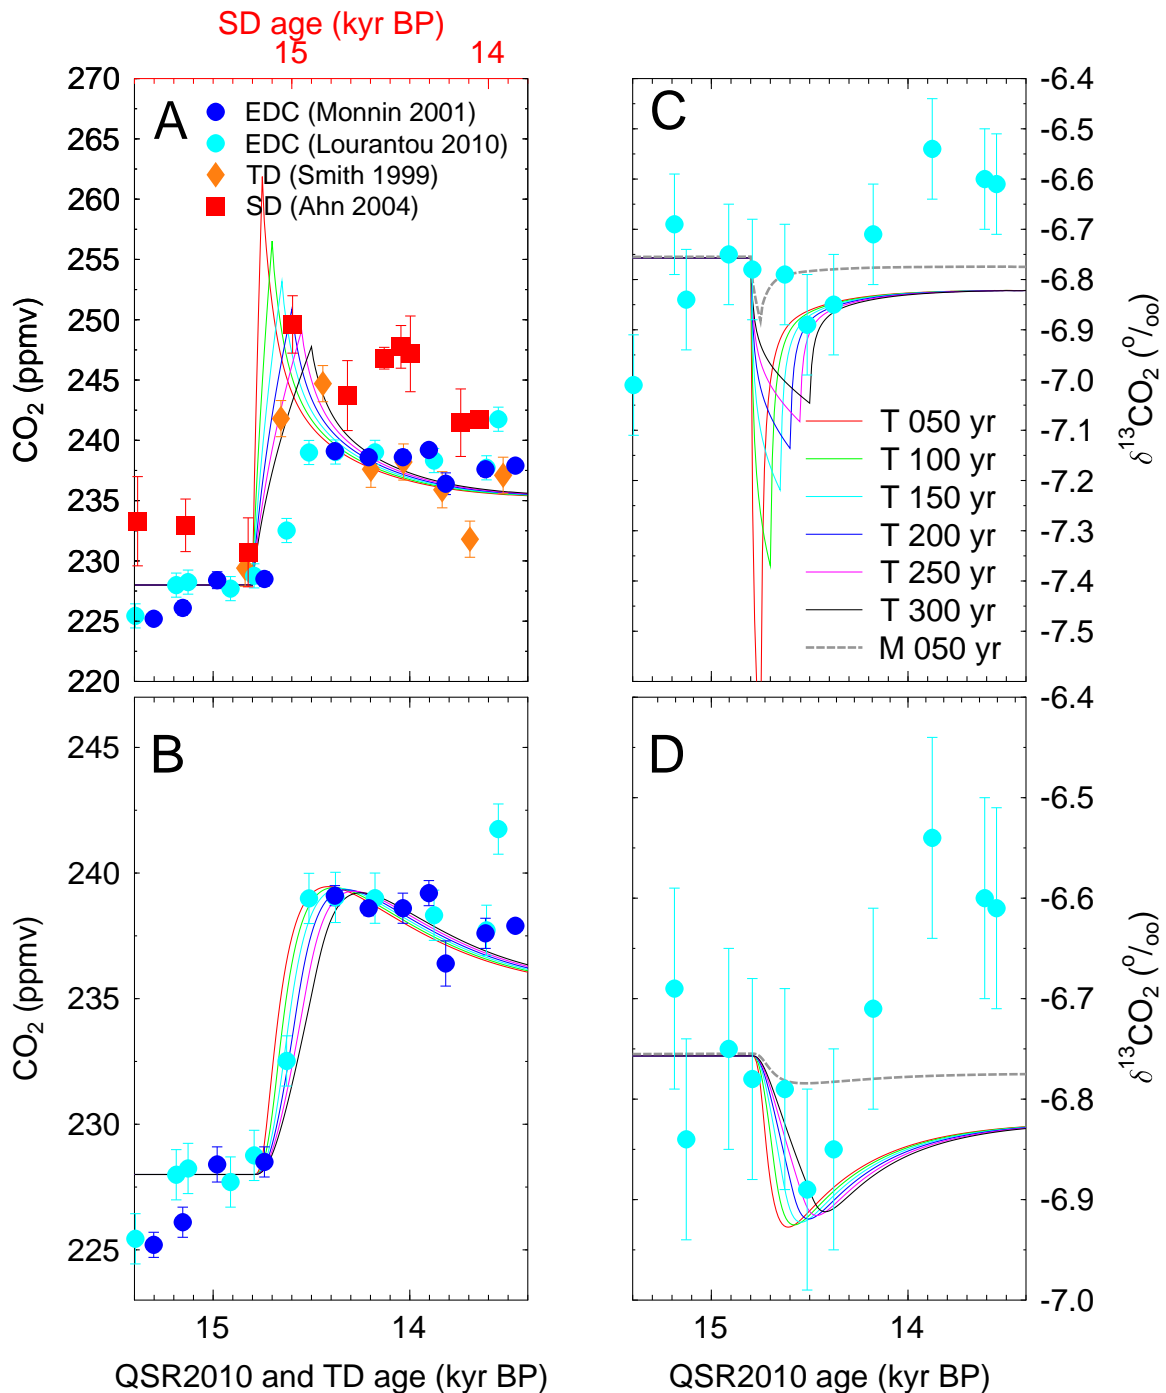 SD age (kyr BP)
15 14
270
265
260
255
250
245
240
235
230
225
220
CO2 (ppmv)
A
EDC (Monnin 2001)
EDC (Lourantou 2010)
TD (Smith 1999)
SD (Ahn 2004)
C
-6.4
-6.5
-6.6
-6.7
-6.8
-6.9
-7.0
-7.1
-7.2
-7.3
-7.4
-7.5
δ13CO2 (o/oo)
T 050 yr
T 100 yr
T 150 yr
T 200 yr
T 250 yr
T 300 yr
M 050 yr
B
245
240
235
230
225
CO2 (ppmv)
15 14
QSR2010 and TD age (kyr BP)
D
-6.4
-6.5
-6.6
-6.7
-6.8
-6.9
-7.0
δ13CO2 (o/oo)
15 14
QSR2010 age (kyr BP)